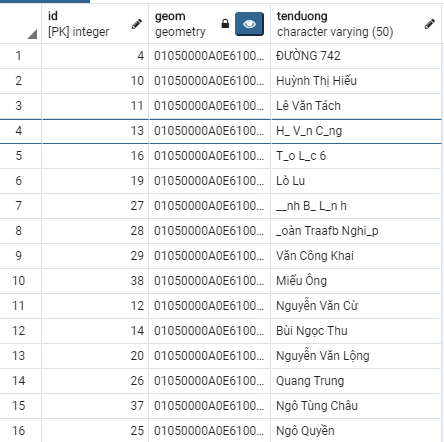 id geom tenduong
[PK] integer geometry character varying (50)
1 4 01050000A0E6100... ĐƯỜNG 742
2 10 01050000A0E6100... Huỳnh Thị Hiếu
3 11 01050000A0E6100... Lê Văn Tách
4 13 01050000A0E6100... H_ V_n C_ng
5 16 01050000A0E6100... T_o L_c 6
6 19 01050000A0E6100... Lò Lu
7 27 01050000A0E6100... __nh B_ L_n h
8 28 01050000A0E6100... _oàn Traafb Nghi_p
9 29 01050000A0E6100... Văn Công Khai
10 38 01050000A0E6100... Miếu Ông
11 12 01050000A0E6100... Nguyễn Văn Cừ
12 14 01050000A0E6100... Bùi Ngọc Thu
13 20 01050000A0E6100... Nguyễn Văn Lộng
14 26 01050000A0E6100... Quang Trung
15 37 01050000A0E6100... Ngô Tùng Châu
16 25 01050000A0E6100... Ngô Quyền